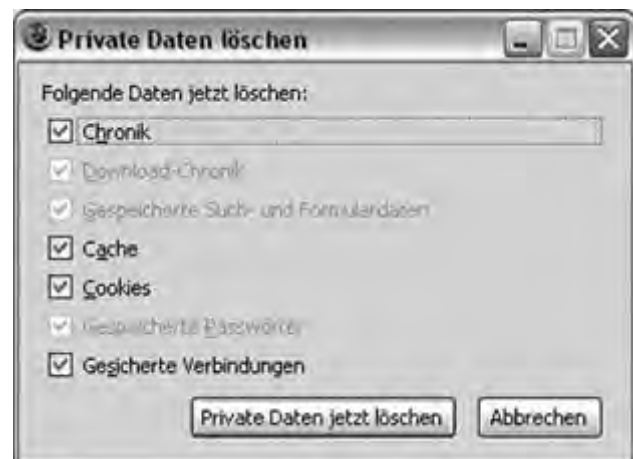 Private Daten löschen
Folgende Daten jetzt löschen:
Chronik
Download-Chronik
Gespeicherte Such- und Formulardaten
Cache
Cookies
Gespeicherte Passwörter
Gesicherte Verbindungen
Private Daten jetzt löschen Abbrechen